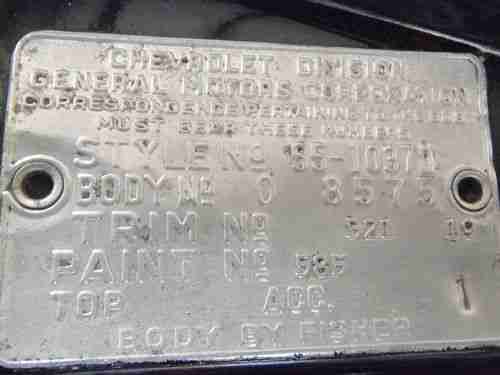 CHEVROLET DIVISION
GENERAL MOTORS CORPORATION
CORRESPONDENCE PERTAINING TO THIS BODY
MUST BEAR THESE NUMBERS
STYLE No. 55-1037D
BODY No O 8575
TRIM No 521 19
PAINT No 585
TOP ACC. 1
BODY BY FISHER